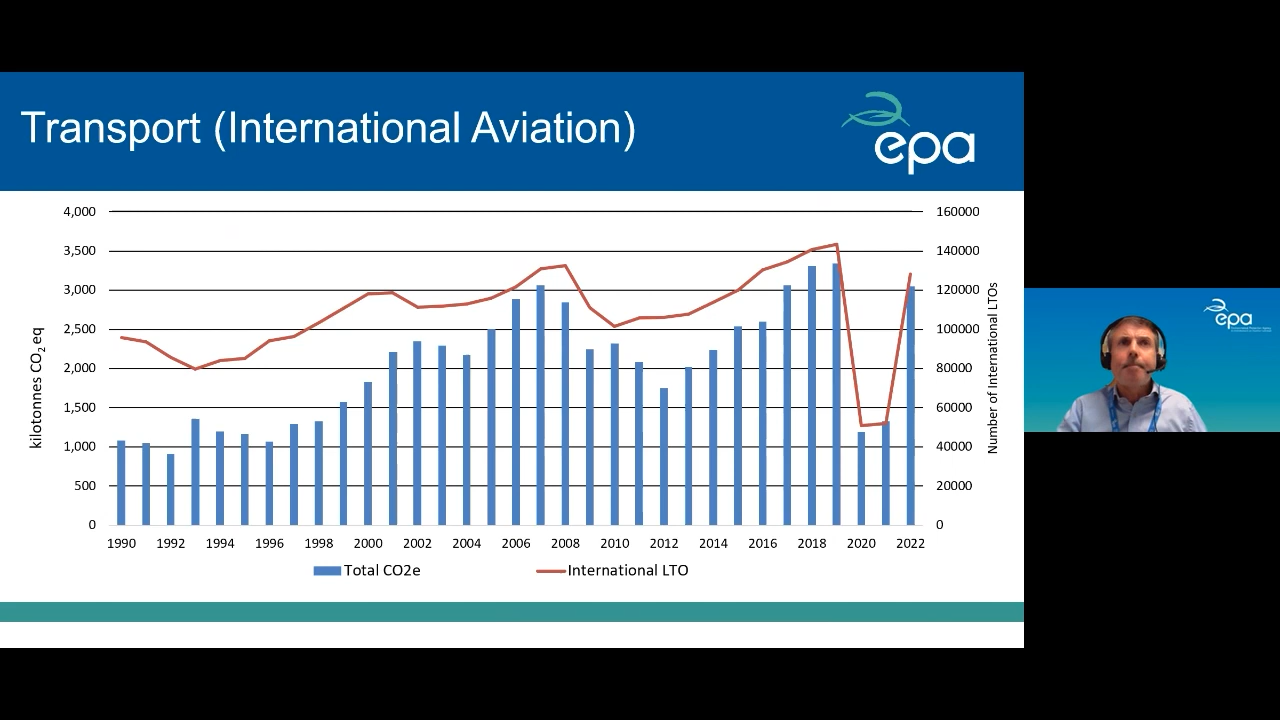 Transport (International Aviation)
epa
4,000
3,500
3,000
2,500
2,000
1,500
1,000
500
0
kilotonnes CO2 eq
160000
140000
120000
100000
80000
60000
40000
20000
0
Number of International LTOs
1990 1992 1994 1996 1998 2000 2002 2004 2006 2008 2010 2012 2014 2016 2018 2020 2022
Total CO2e International LTO
epa